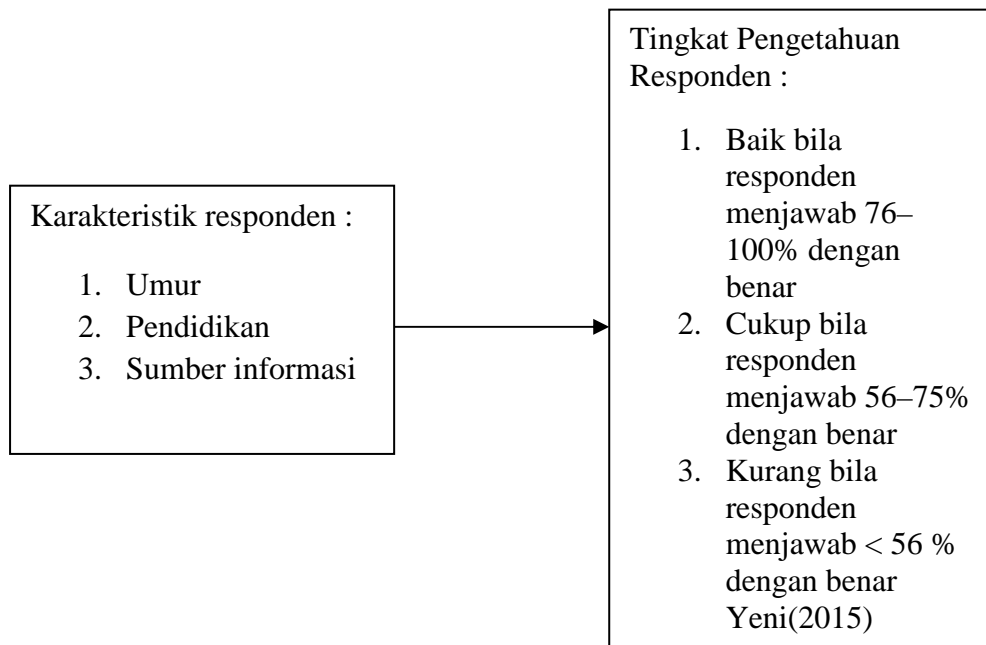 Karakteristik responden :
1. Umur
2. Pendidikan
3. Sumber informasi
Tingkat Pengetahuan
Responden :
1. Baik bila
responden
menjawab 76–
100% dengan
benar
2. Cukup bila
responden
menjawab 56–75%
dengan benar
3. Kurang bila
responden
menjawab < 56 %
dengan benar
Yeni(2015)